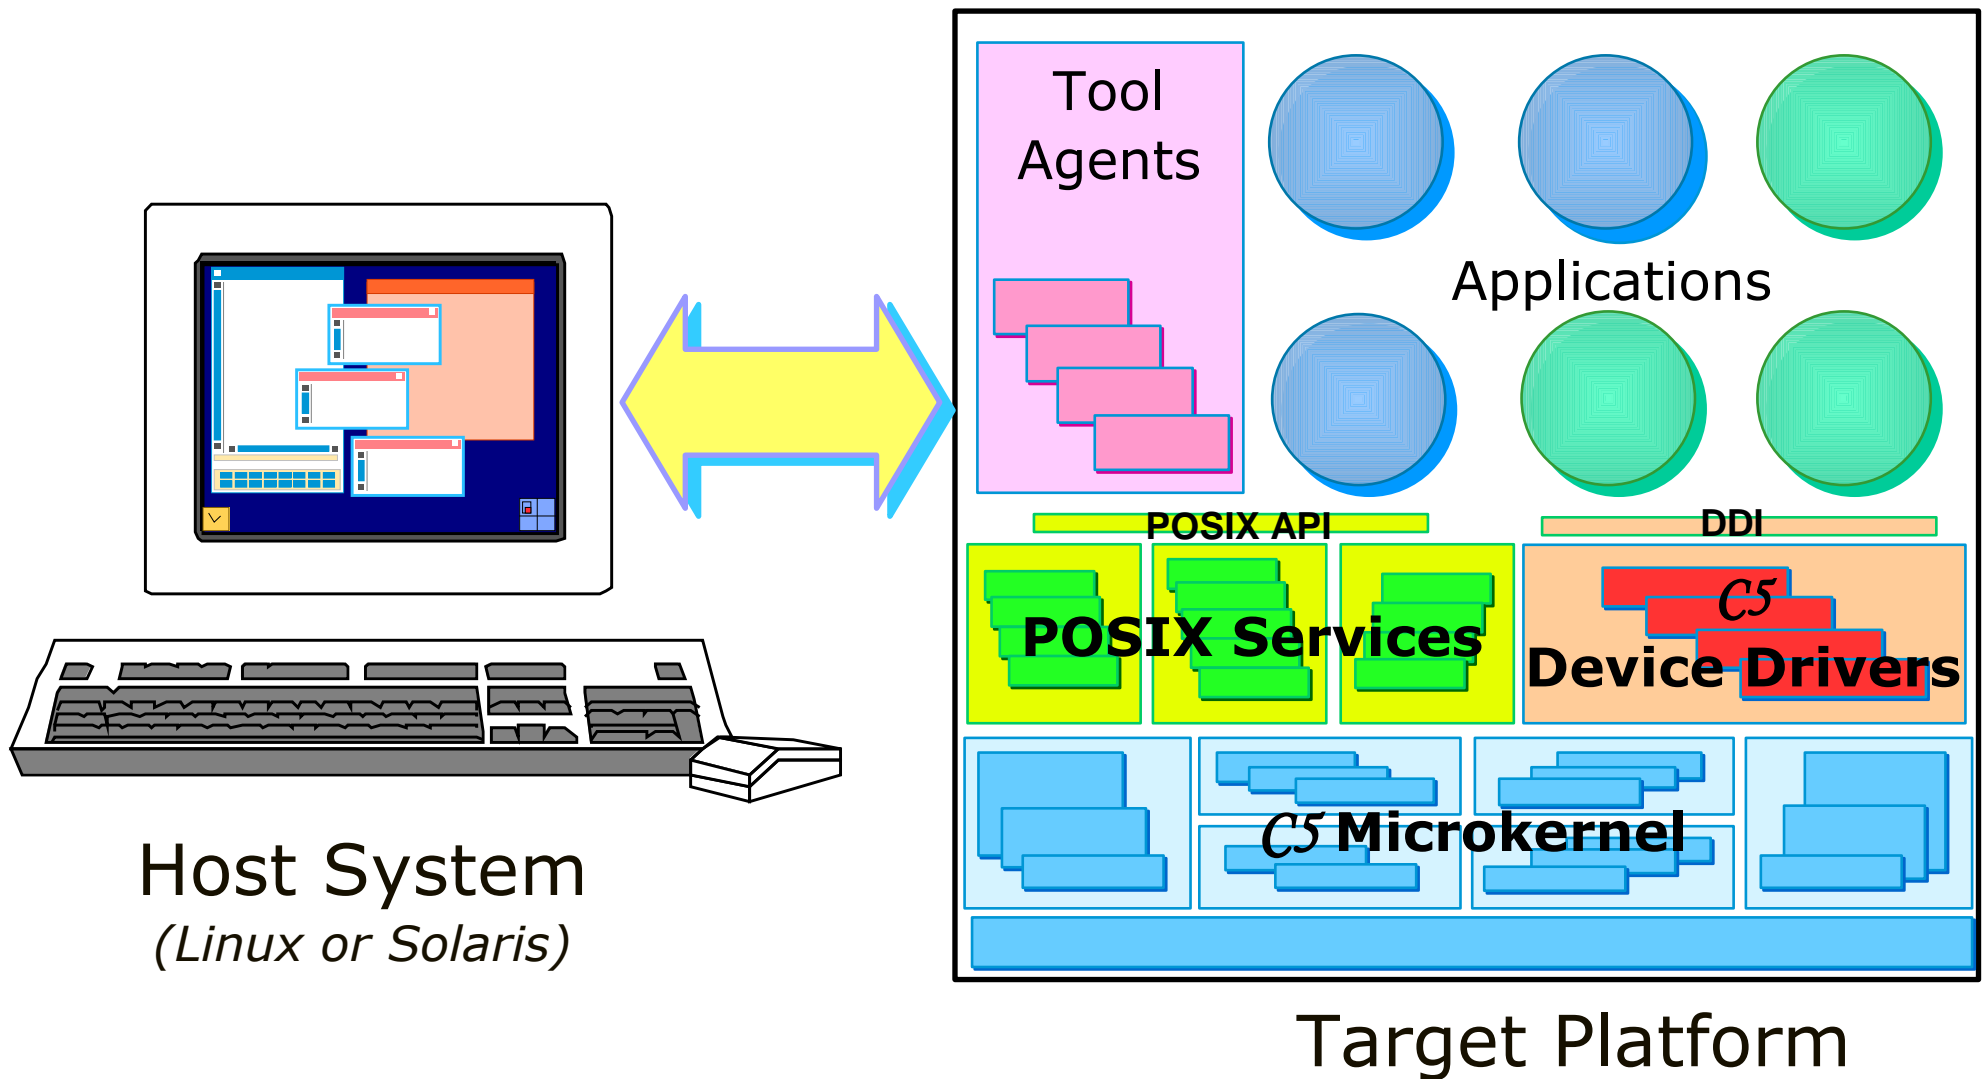 Tool
Agents
Applications
POSIX API
DDI
C5
POSIX Services
Device Drivers
C5 Microkernel
Host System
(Linux or Solaris)
Target Platform